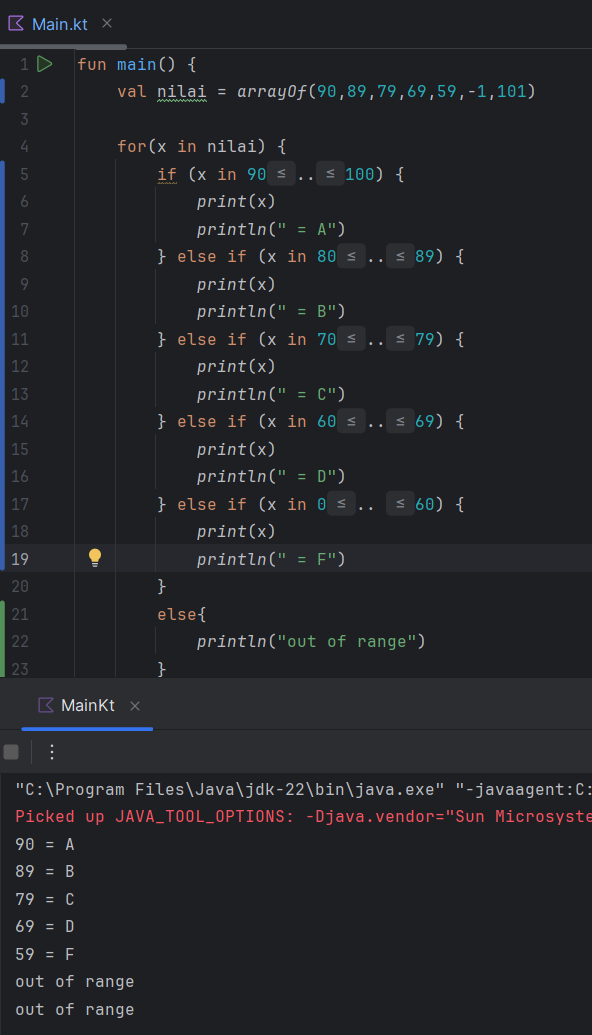 Main.kt ×
1 fun main() {
2 val nilai = arrayOf(90,89,79,69,59,-1,101)
3
4 for(x in nilai) {
5 if (x in 90 ≤ .. ≤ 100) {
6 print(x)
7 println(" = A")
8 } else if (x in 80 ≤ .. ≤ 89) {
9 print(x)
10 println(" = B")
11 } else if (x in 70 ≤ .. ≤ 79) {
12 print(x)
13 println(" = C")
14 } else if (x in 60 ≤ .. ≤ 69) {
15 print(x)
16 println(" = D")
17 } else if (x in 0 ≤ .. ≤ 60) {
18 print(x)
19 println(" = F")
20 }
21 else{
22 println("out of range")
23 }
MainKt ×
"C:\Program Files\Java\jdk-22\bin\java.exe" "-javaagent:C:
Picked up JAVA_TOOL_OPTIONS: -Djava.vendor="Sun Microsyste
90 = A
89 = B
79 = C
69 = D
59 = F
out of range
out of range